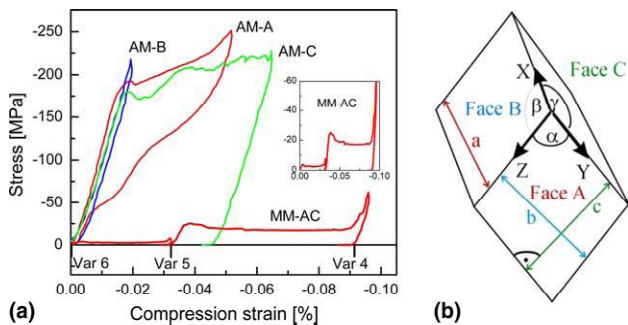 -250
-200
-150
-100
-50
0
Stress [MPa]
AM-B
AM-A
AM-C
MM-AC
-60
-40
-20
0
0.00
-0.05
-0.10
MM-AC
Var 6
Var 5
Var 4
0.00
-0.02
-0.04
-0.06
-0.08
-0.10
Compression strain [%]
(a)
Face C
X
Face B
β
γ
α
a
Z
Y
Face A
b
c
(b)